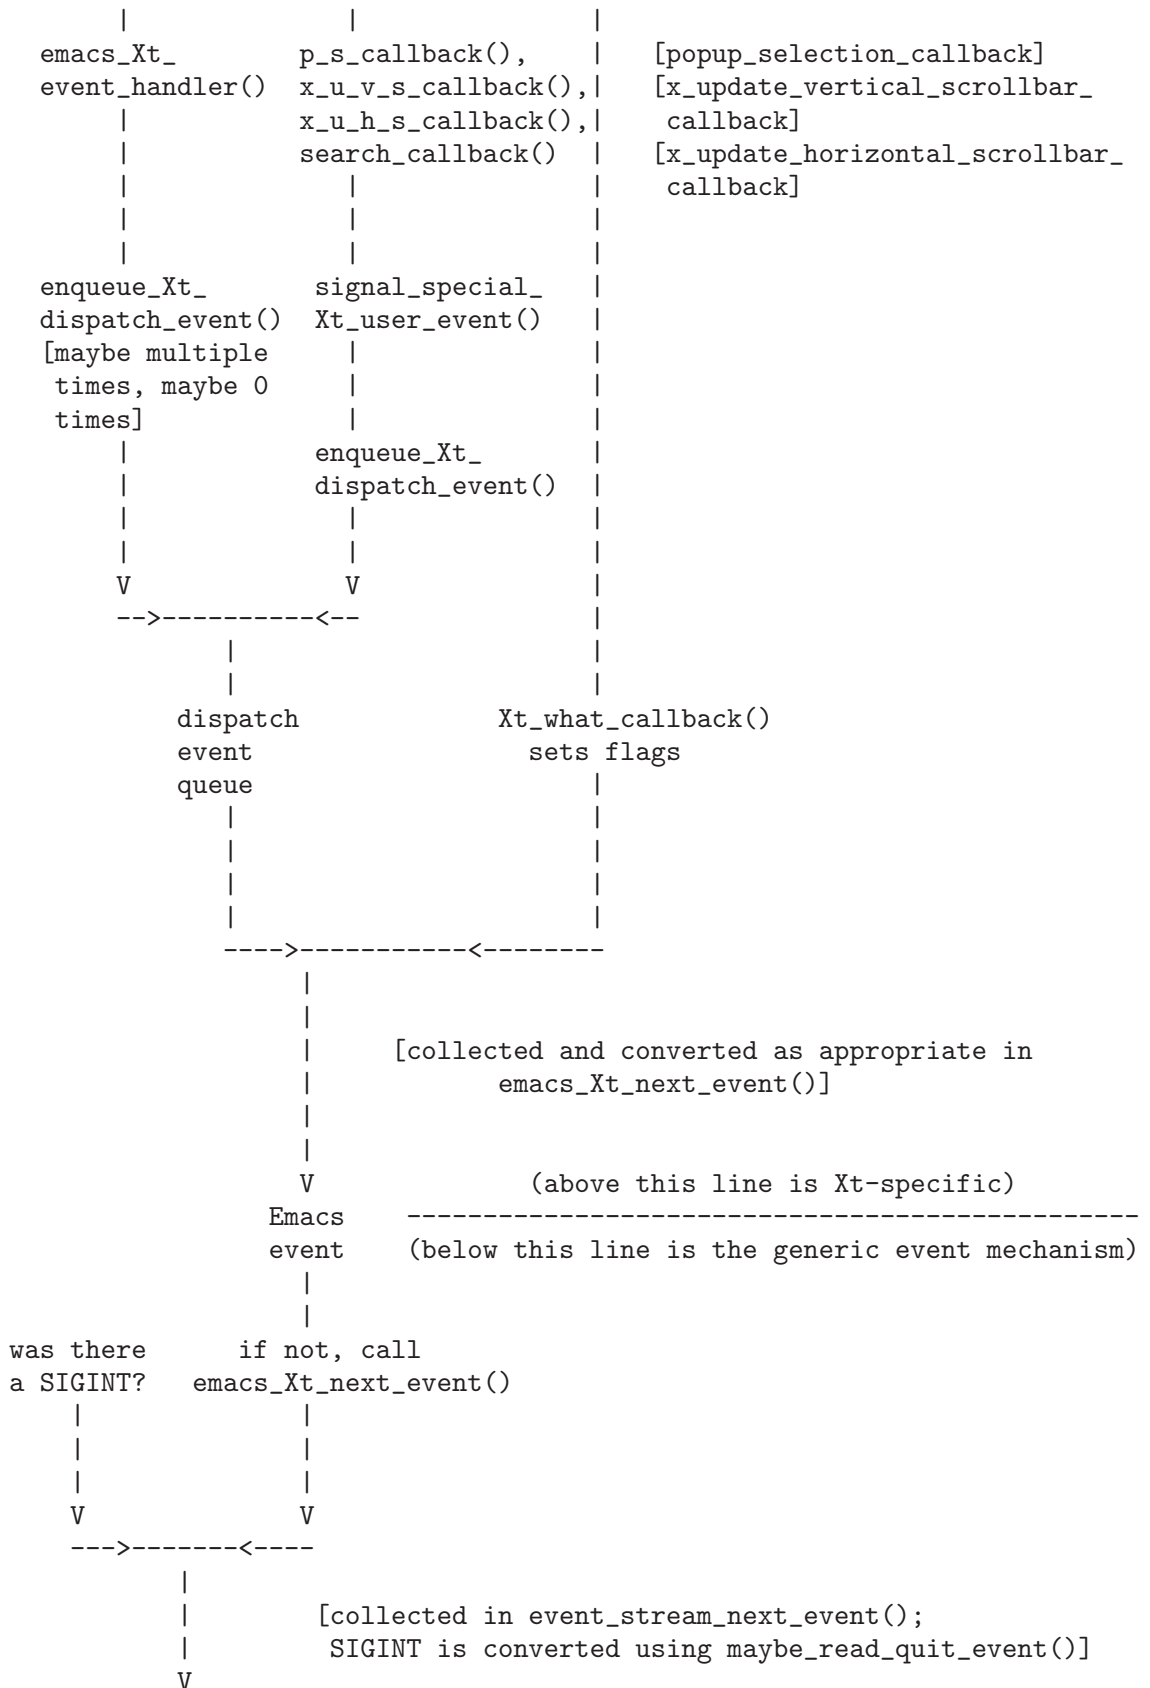 |              |               |
 emacs_Xt_        p_s_callback(),    |   [popup_selection_callback]
 event_handler()  x_u_v_s_callback(),|   [x_update_vertical_scrollbar_
       |          x_u_h_s_callback(),|    callback]
       |          search_callback()  |   [x_update_horizontal_scrollbar_
       |              |               |    callback]
       |              |               |
       |              |               |
 enqueue_Xt_       signal_special_   |
 dispatch_event()  Xt_user_event()   |
 [maybe multiple      |               |
  times, maybe 0      |               |
  times]              |               |
       |           enqueue_Xt_       |
       |           dispatch_event()  |
       |              |               |
       |              |               |
       V              V               |
       -->----------<--               |
              |                       |
              |                       |
           dispatch             Xt_what_callback()
           event                  sets flags
           queue                      |
              |                       |
              |                       |
              |                       |
              |                       |
              ---->-----------<--------
                   |
                   |
                   |     [collected and converted as appropriate in
                   |            emacs_Xt_next_event()]
                   |
                   |
                   V              (above this line is Xt-specific)
                 Emacs    ------------------------------------------------
                 event    (below this line is the generic event mechanism)
                   |
                   |
was there      if not, call
a SIGINT?   emacs_Xt_next_event()
    |              |
    |              |
    |              |
    V              V
    --->-------<----
           |
           |        [collected in event_stream_next_event();
           |         SIGINT is converted using maybe_read_quit_event()]
           V